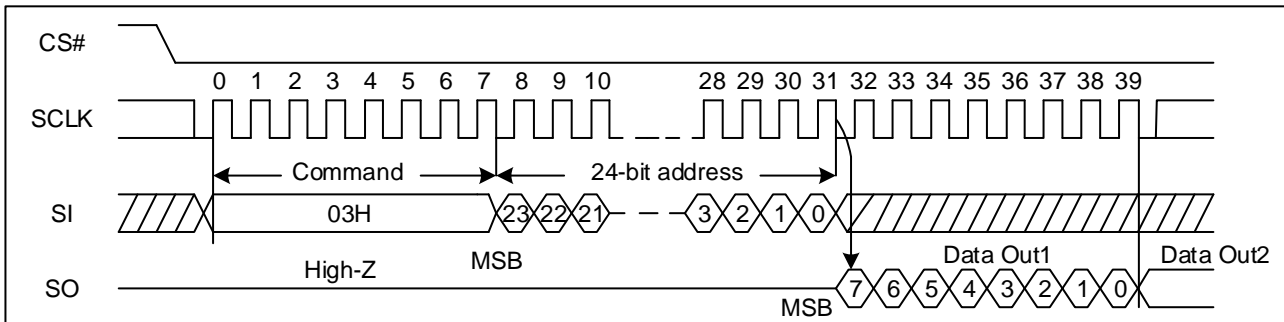 CS#
0 1 2 3 4 5 6 7 8 9 10 28 29 30 31 32 33 34 35 36 37 38 39
SCLK
Command 24-bit address
SI 03H 23 22 21 3 2 1 0
High-Z MSB Data Out1 Data Out2
SO MSB 7 6 5 4 3 2 1 0